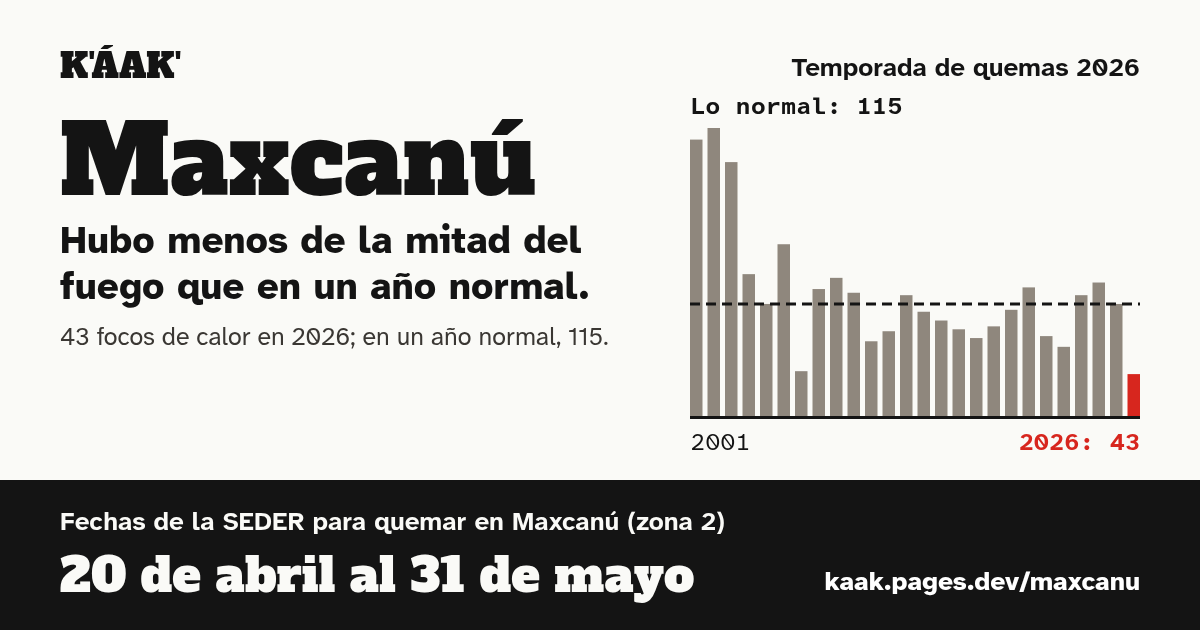 K'ÁAK'
Maxcanú
Hubo menos de la mitad del
fuego que en un año normal.
43 focos de calor en 2026; en un año normal, 115.
Temporada de quemas 2026
Lo normal: 115
2001
2026: 43
Fechas de la SEDER para quemar en Maxcanú (zona 2)
20 de abril al 31 de mayo
kaak.pages.dev/maxcanu